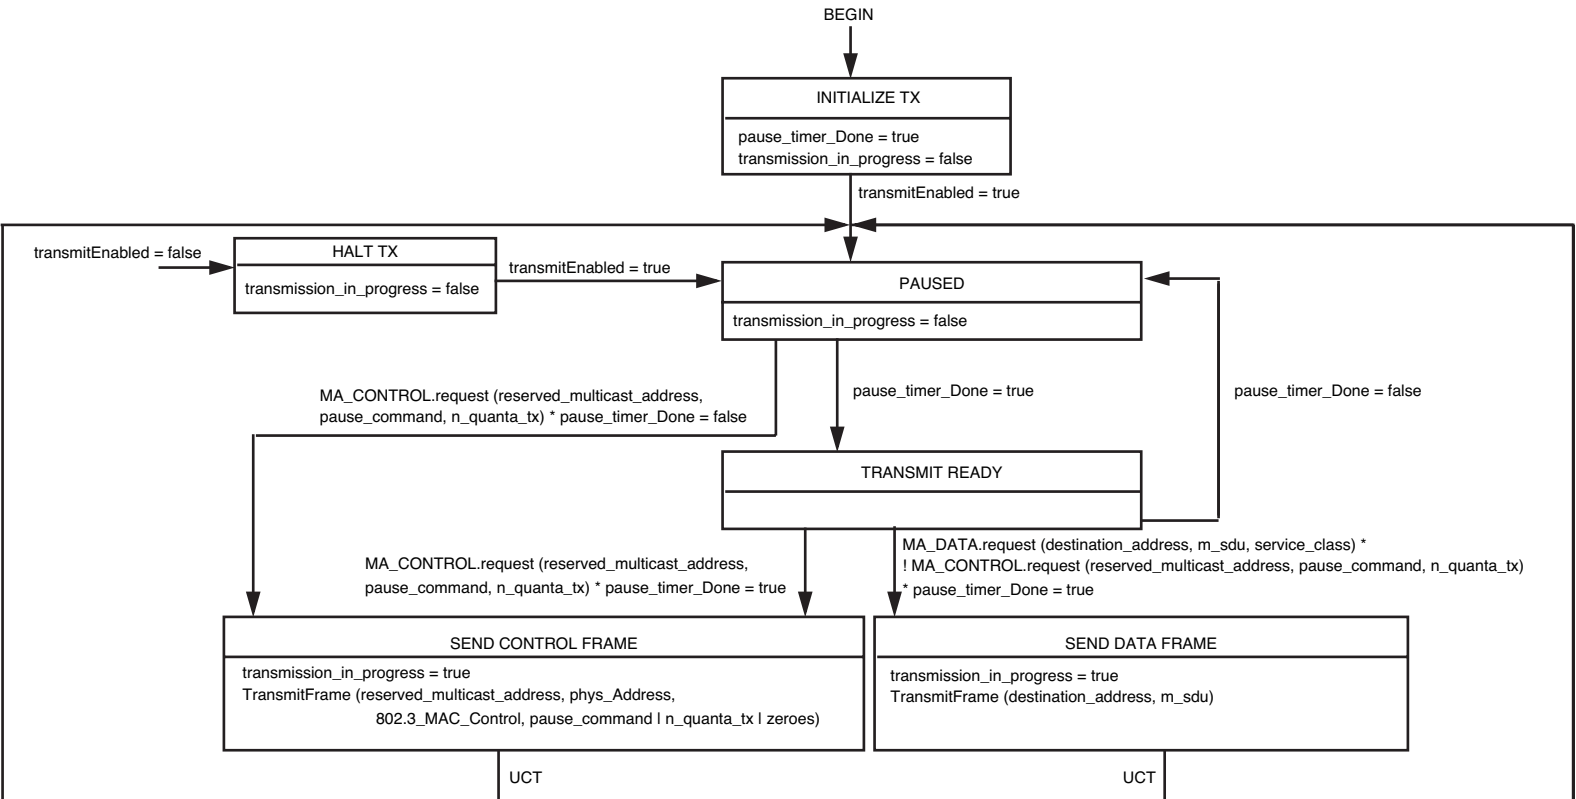 BEGIN
INITIALIZE TX
pause_timer_Done = true
transmission_in_progress = false
transmitEnabled = true
transmitEnabled = false
HALT TX
transmission_in_progress = false
transmitEnabled = true
PAUSED
transmission_in_progress = false
MA_CONTROL.request (reserved_multicast_address,
pause_command, n_quanta_tx) * pause_timer_Done = false
pause_timer_Done = true
pause_timer_Done = false
TRANSMIT READY
MA_CONTROL.request (reserved_multicast_address,
pause_command, n_quanta_tx) * pause_timer_Done = true
MA_DATA.request (destination_address, m_sdu, service_class) *
! MA_CONTROL.request (reserved_multicast_address, pause_command, n_quanta_tx)
* pause_timer_Done = true
SEND CONTROL FRAME
transmission_in_progress = true
TransmitFrame (reserved_multicast_address, phys_Address,
802.3_MAC_Control, pause_command | n_quanta_tx | zeroes)
SEND DATA FRAME
transmission_in_progress = true
TransmitFrame (destination_address, m_sdu)
UCT
UCT